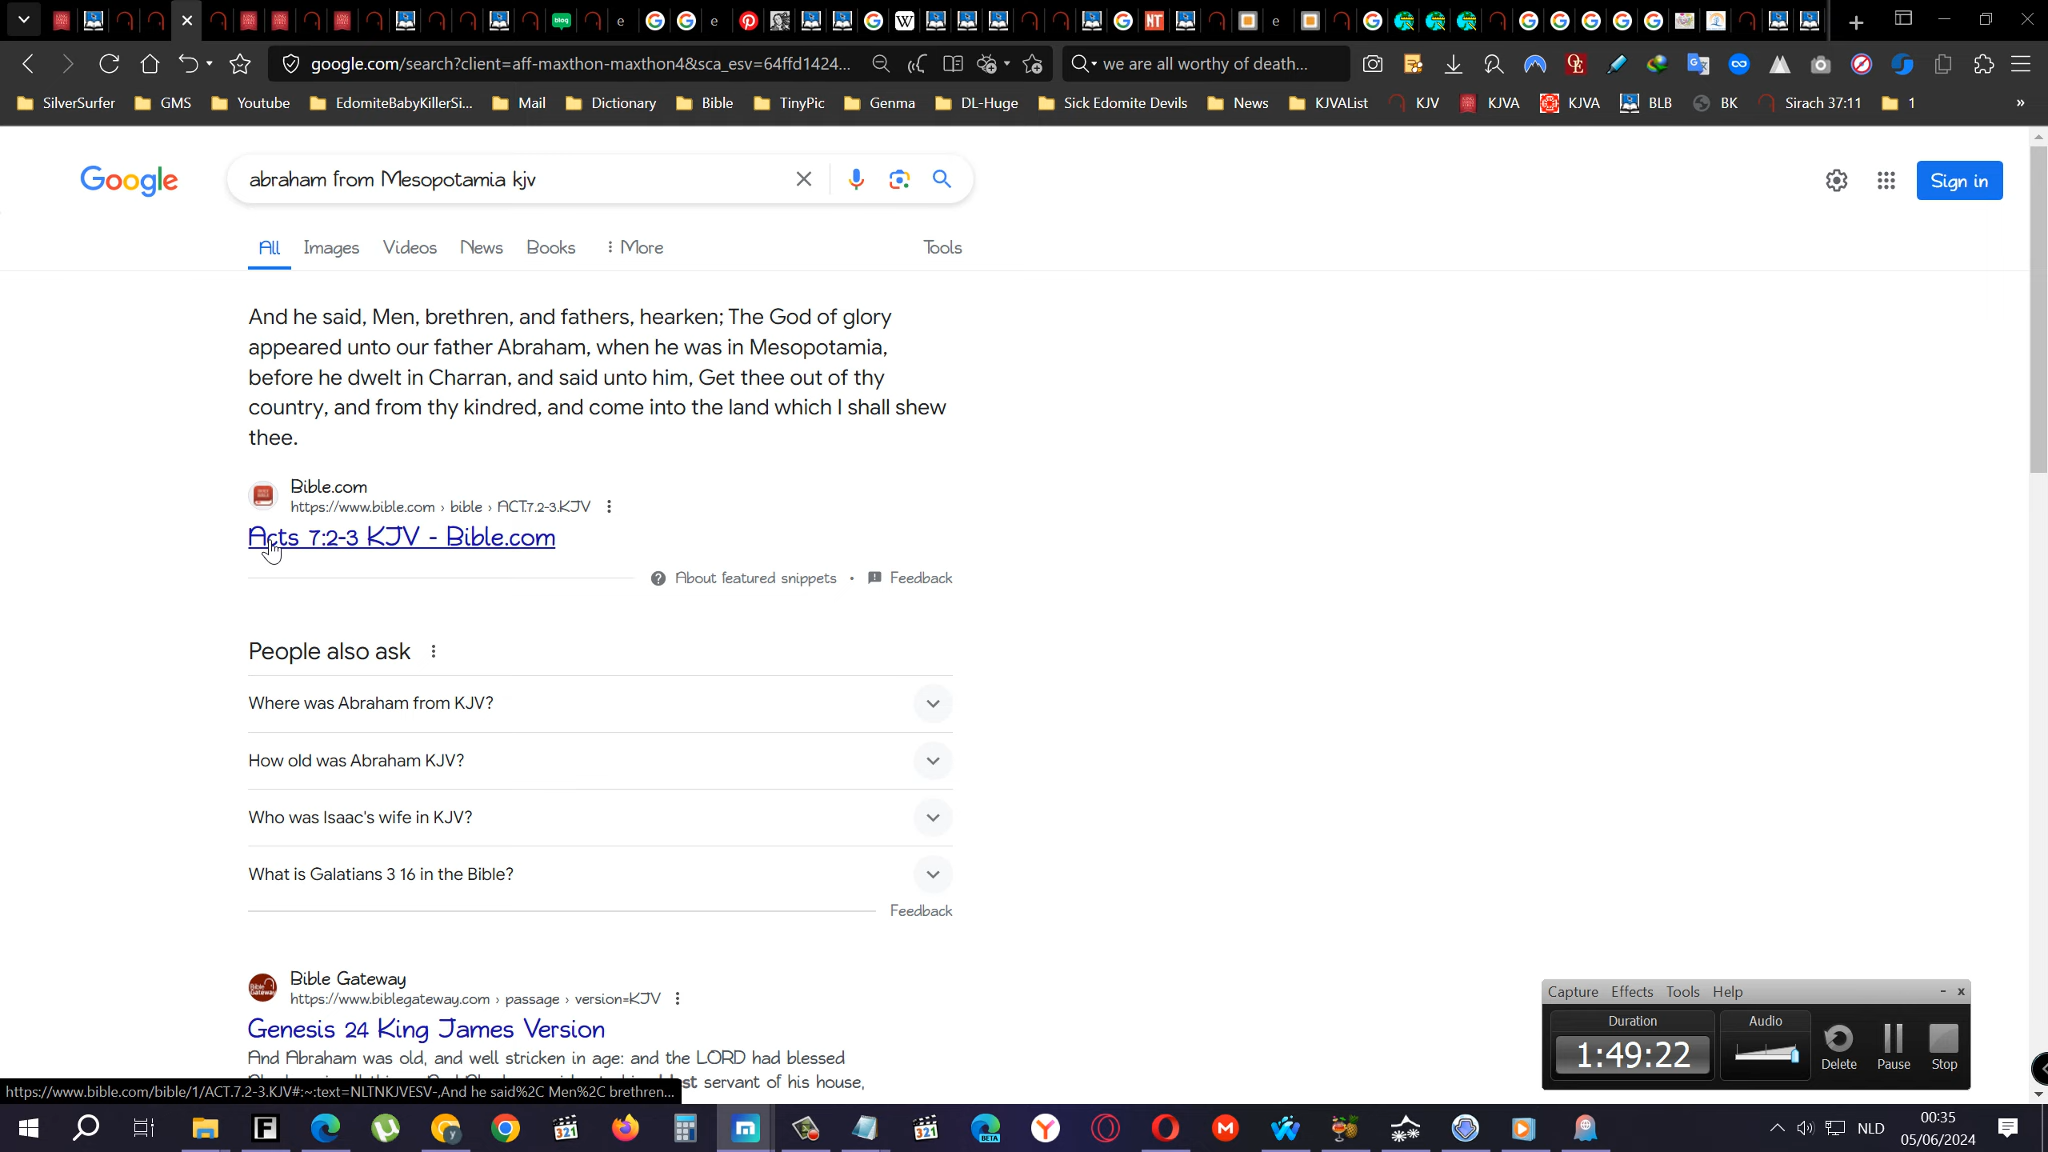 google.com/search?client=aff-maxthon-maxthon4&sca_esv=64ffd1424...
we are all worthy of death...
SilverSurfer
GMS
Youtube
EdomiteBabyKillerSi...
Mail
Dictionary
Bible
TinyPic
Genma
DL-Huge
Sick Edomite Devils
News
KJVAList
KJV
KJVA
KJVA
BLB
BK
Sirach 37:11
1
»
Google
abraham from Mesopotamia kjv
Sign in
All
Images
Videos
News
Books
More
Tools
And he said, Men, brethren, and fathers, hearken; The God of glory
appeared unto our father Abraham, when he was in Mesopotamia,
before he dwelt in Charran, and said unto him, Get thee out of thy
country, and from thy kindred, and come into the land which I shall shew
thee.
Bible.com
https://www.bible.com › bible › ACT.7.2-3.KJV
Acts 7:2-3 KJV - Bible.com
About featured snippets • Feedback
People also ask
Where was Abraham from KJV?
How old was Abraham KJV?
Who was Isaac's wife in KJV?
What is Galatians 3 16 in the Bible?
Feedback
Bible Gateway
https://www.biblegateway.com › passage › version=KJV
Genesis 24 King James Version
And Abraham was old, and well stricken in age: and the LORD had blessed
servant of his house,
https://www.bible.com/bible/1/ACT.7.2-3.KJV#:~:text=NLTNKJVESV-,And he said%2C Men%2C brethren...
Capture Effects Tools Help
Duration
Audio
1:49:22
Delete
Pause
Stop
NLD
00:35
05/06/2024